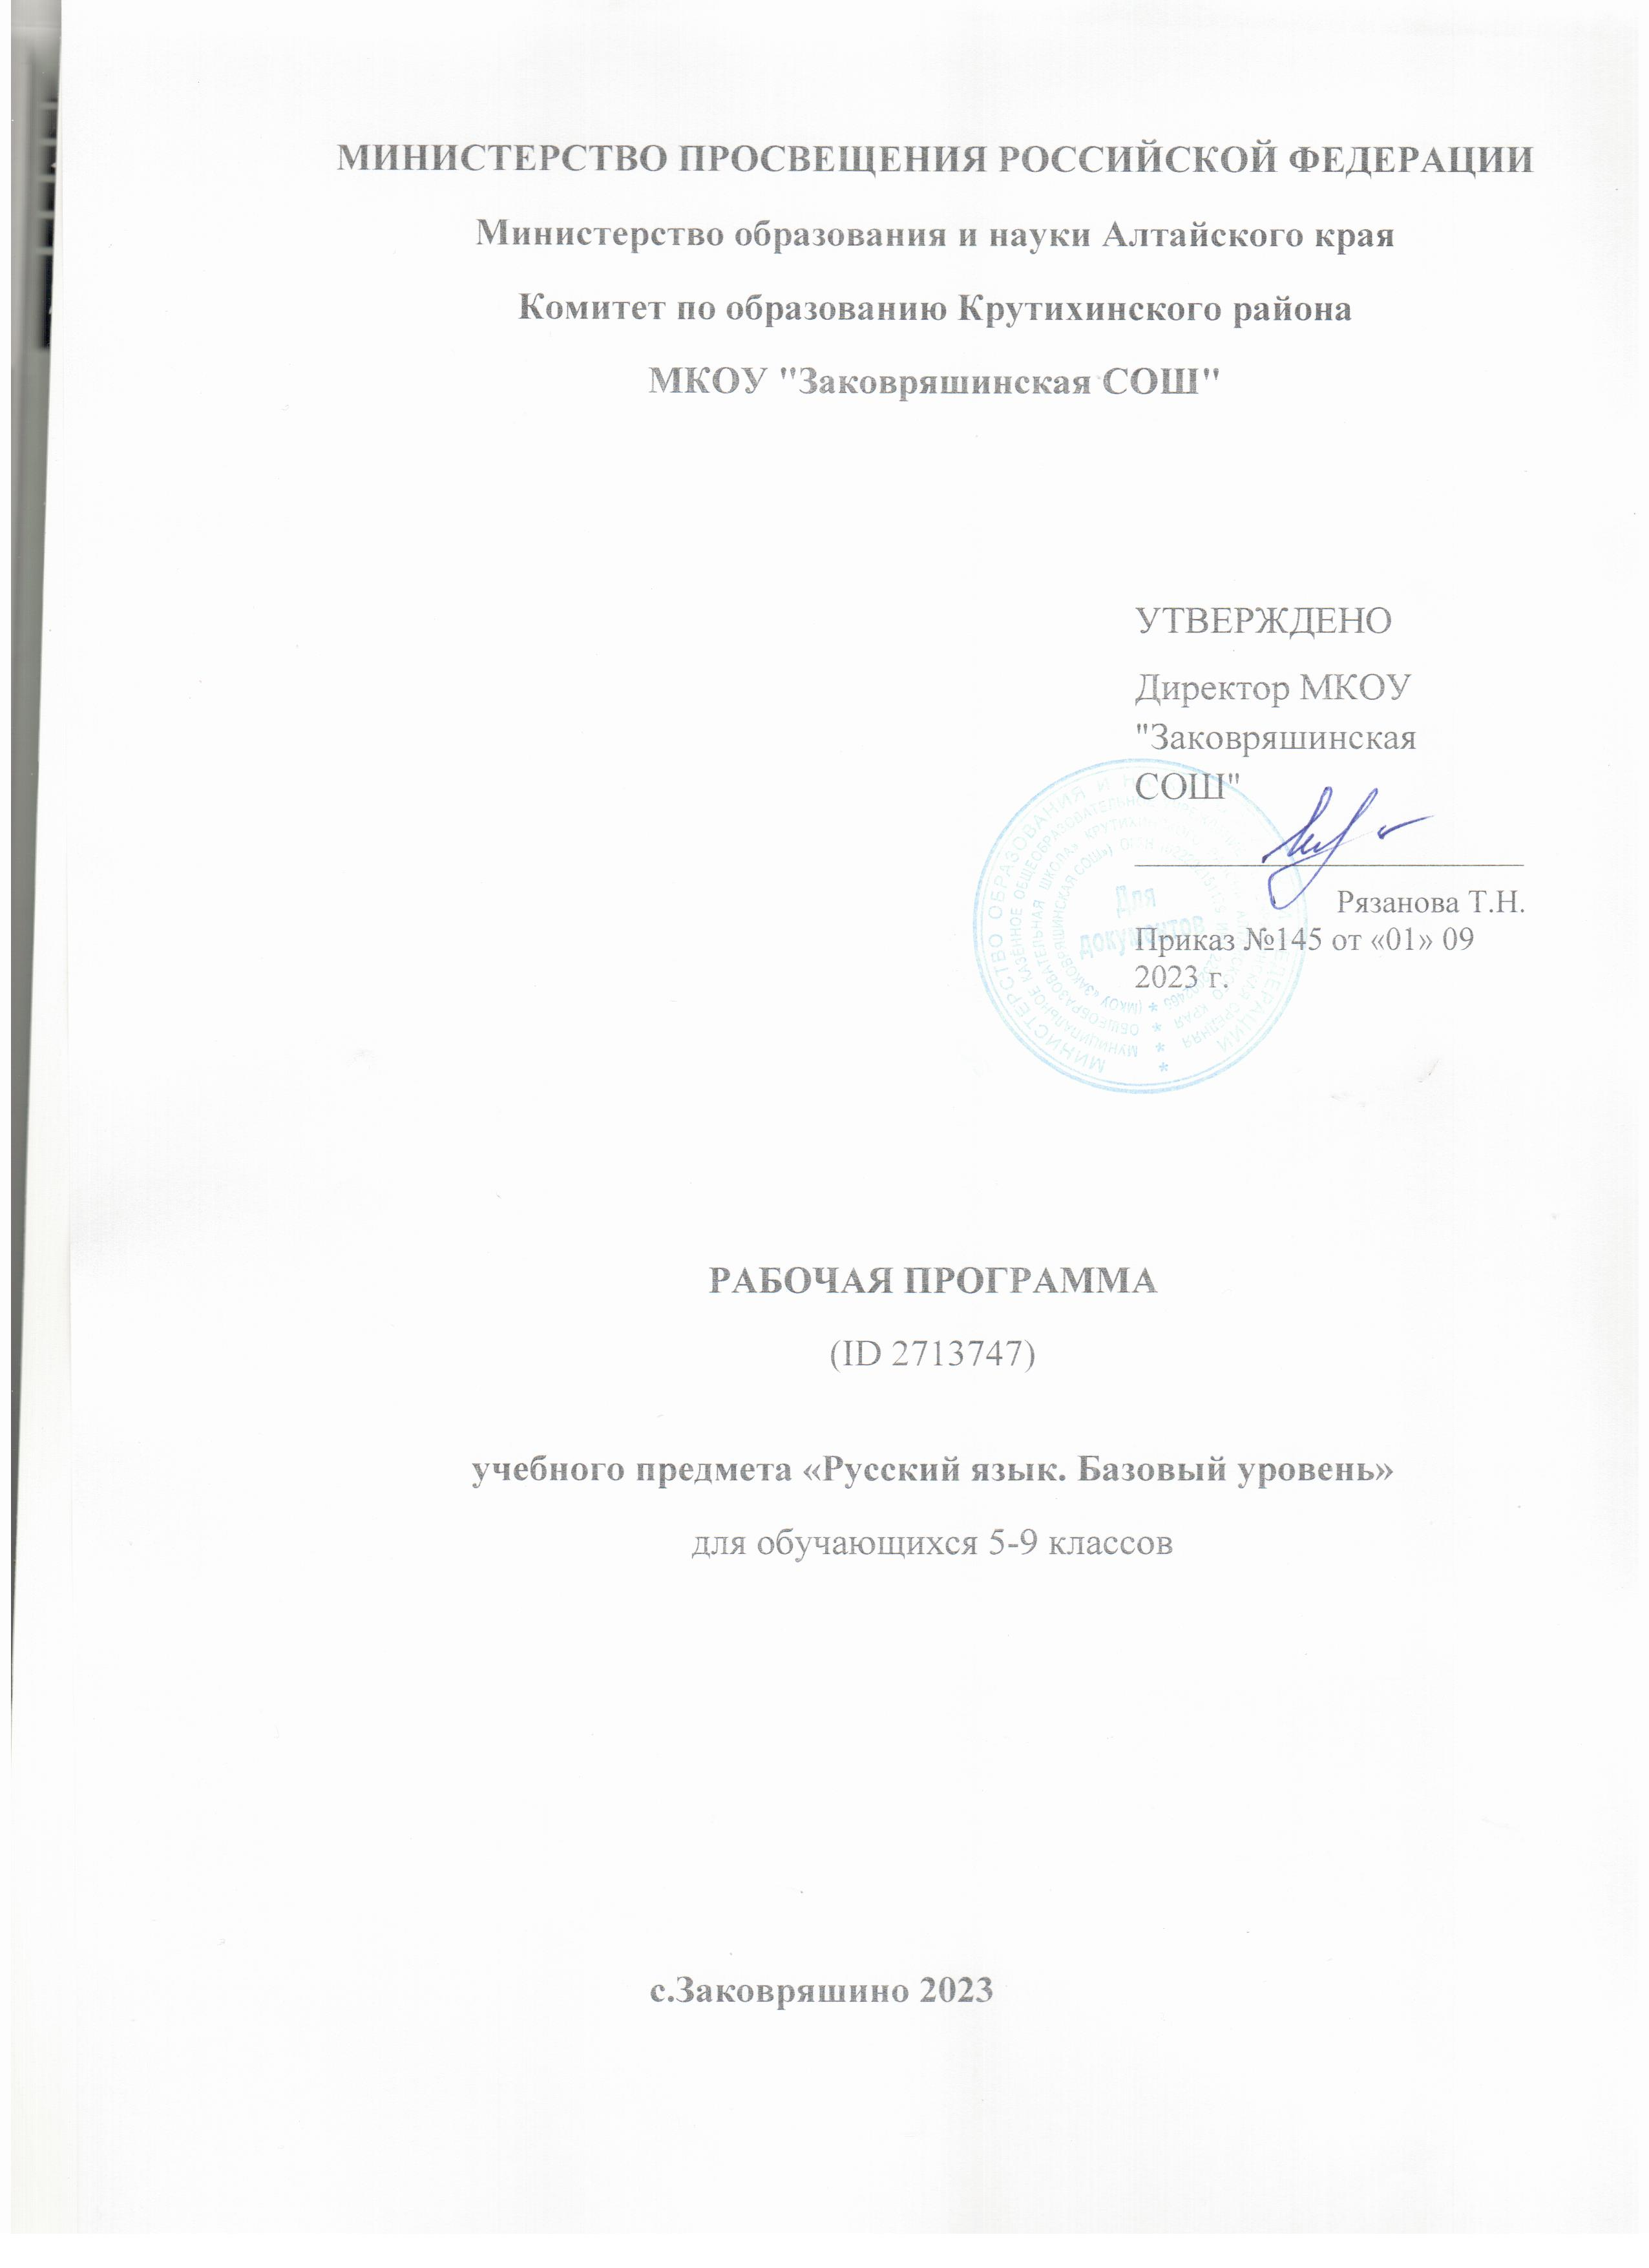 МИНИСТЕРСТВО ПРОСВЕЩЕНИЯ РОССИЙСКОЙ ФЕДЕРАЦИИ
Министерство образования и науки Алтайского края
Комитет по образованию Крутихинского района
МКОУ "Заковряшинская СОШ"
УТВЕРЖДЕНО
Директор МКОУ
"Заковряшинская
СОШ"
Рязанова Т.Н.
Приказ №145 от «01» 09
2023 г.
Для
документов
РАБОЧАЯ ПРОГРАММА
(ID 2713747)
учебного предмета «Русский язык. Базовый уровень»
для обучающихся 5-9 классов
с.Заковряшино 2023